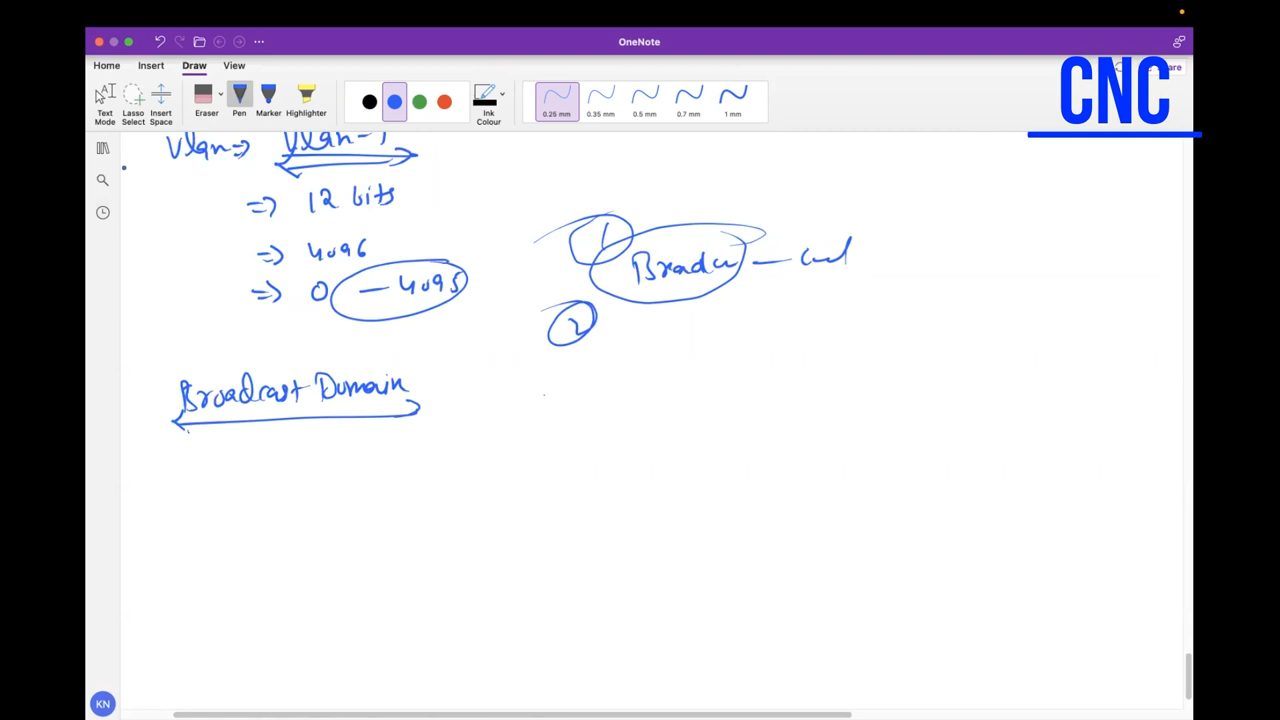 OneNote
Home Insert Draw View
CNC
Text Mode
Lasso Select
Insert Space
Eraser
Pen
Marker
Highlighter
Ink Colour
0.25 mm
0.35 mm
0.5 mm
0.7 mm
1 mm
Vlan => Vlan-1
=> 12 bits
=> 4096
=> 0 - 4095
1
2
Broadcast Domain
KN